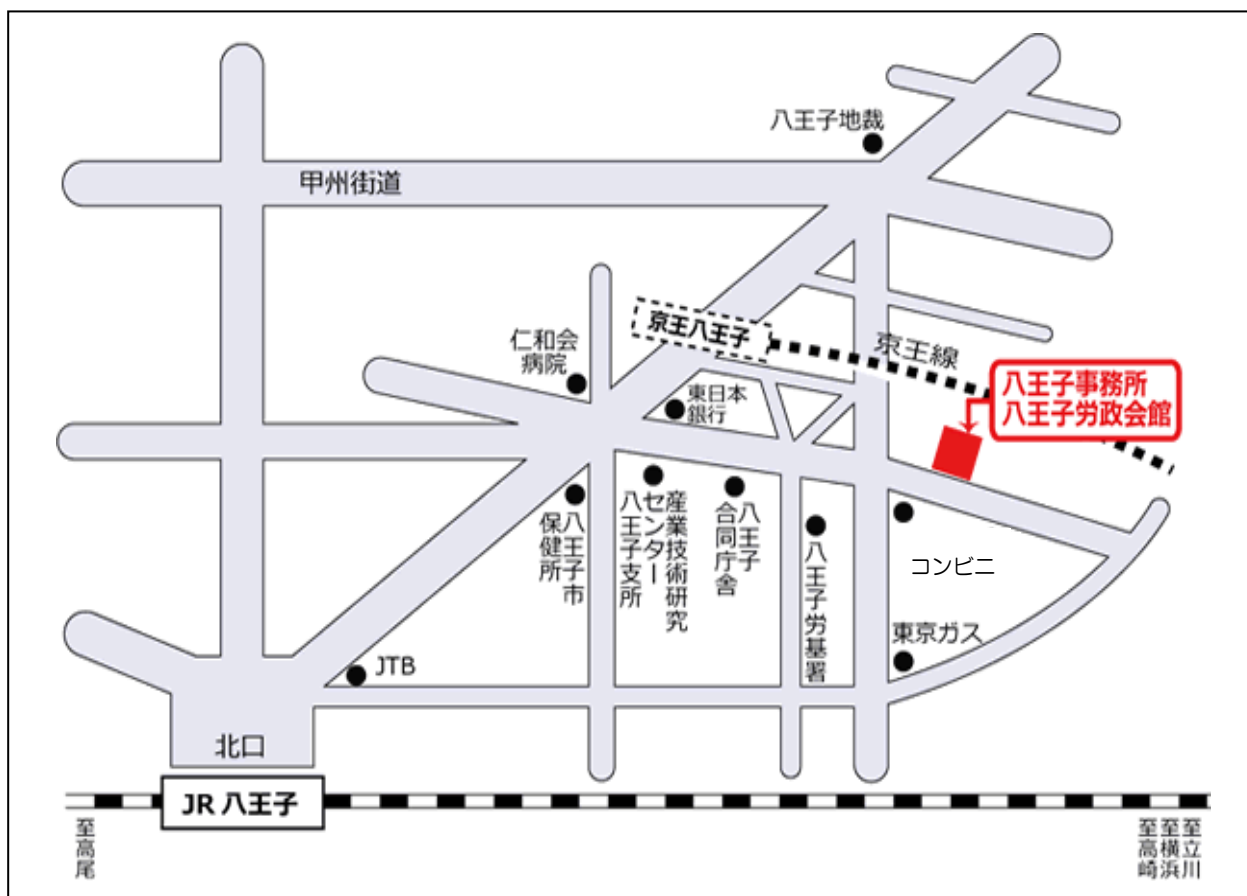 八王子地裁
甲州街道
京王八王子
京王線
仁和会
病院
東日本
銀行
八王子事務所
八王子労政会館
八王子市
保健所
産業技術研究
センター
八王子支所
八王子
合同庁舎
八王子労基署
コンビニ
東京ガス
JTB
北口
JR 八王子
至高尾
至立川
至横浜
至高崎